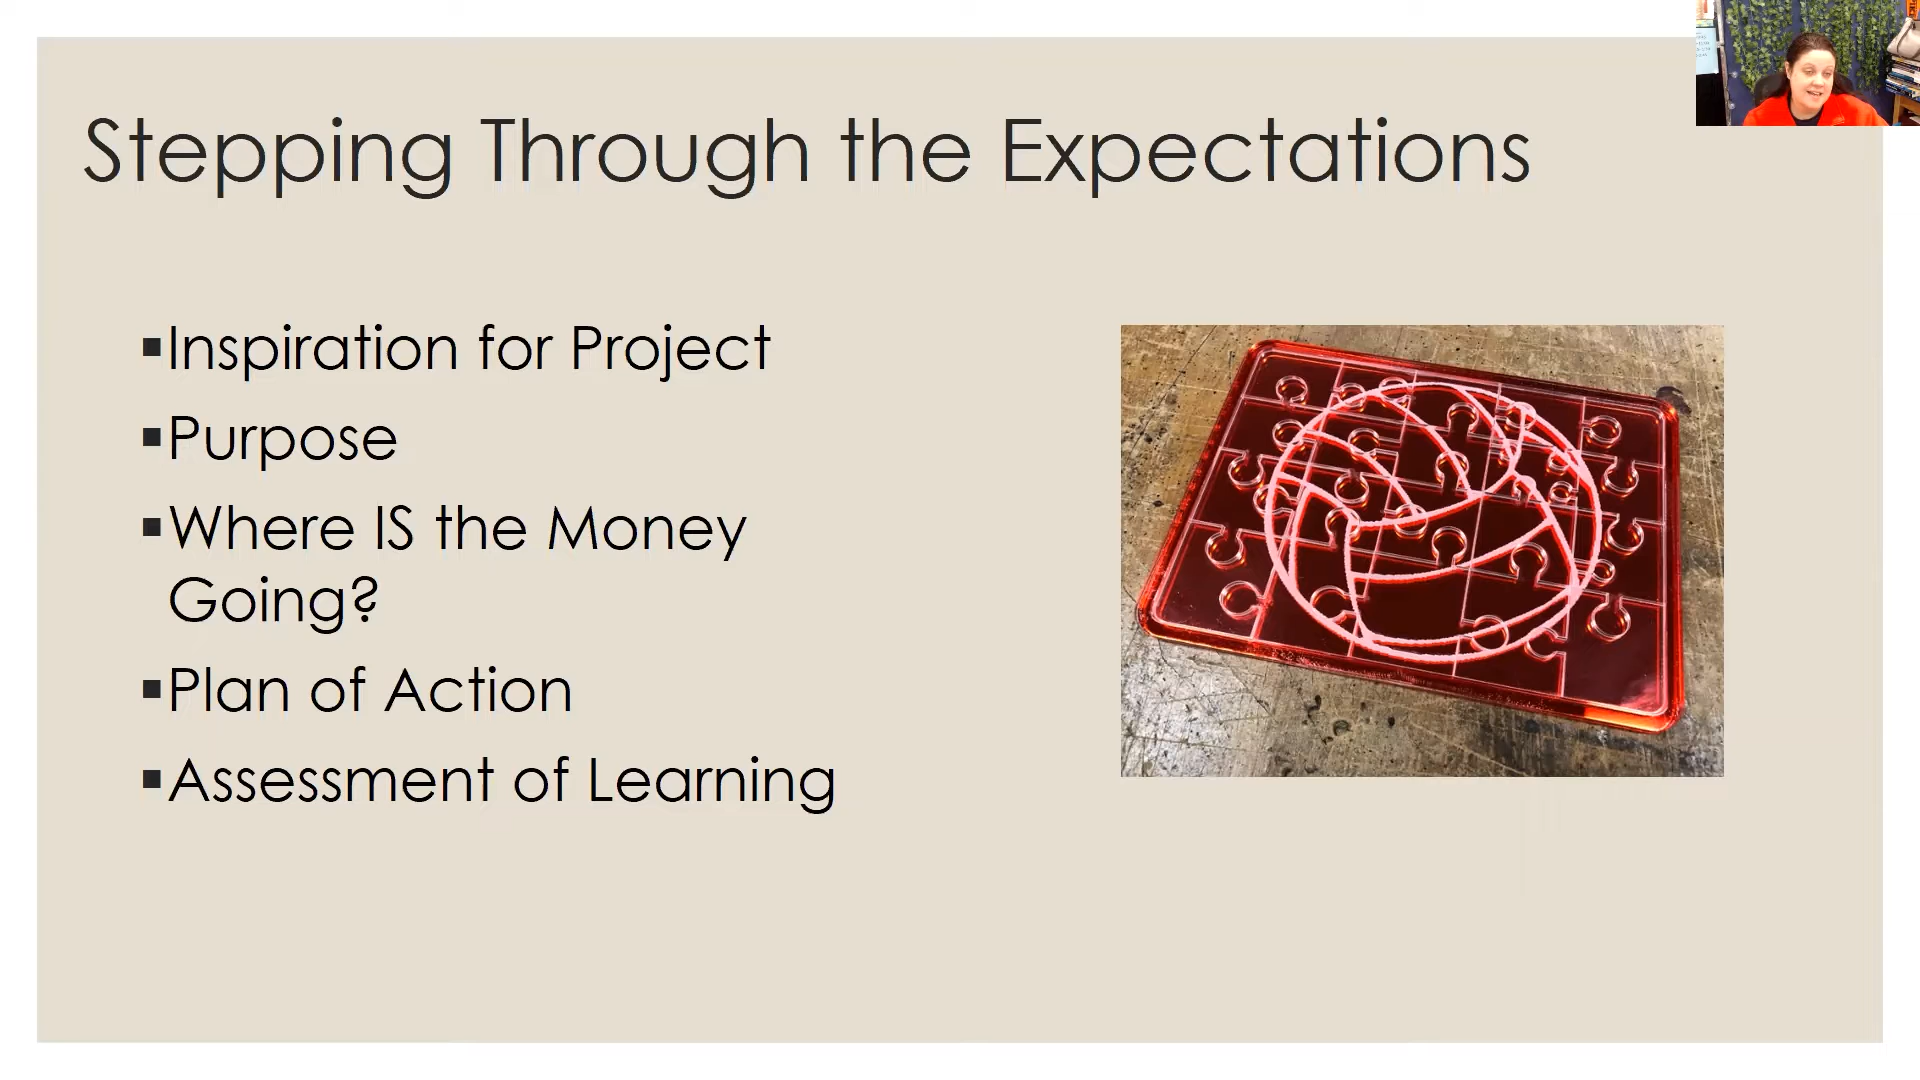 Stepping Through the Expectations
▪Inspiration for Project
▪Purpose
▪Where IS the Money
Going?
▪Plan of Action
▪Assessment of Learning